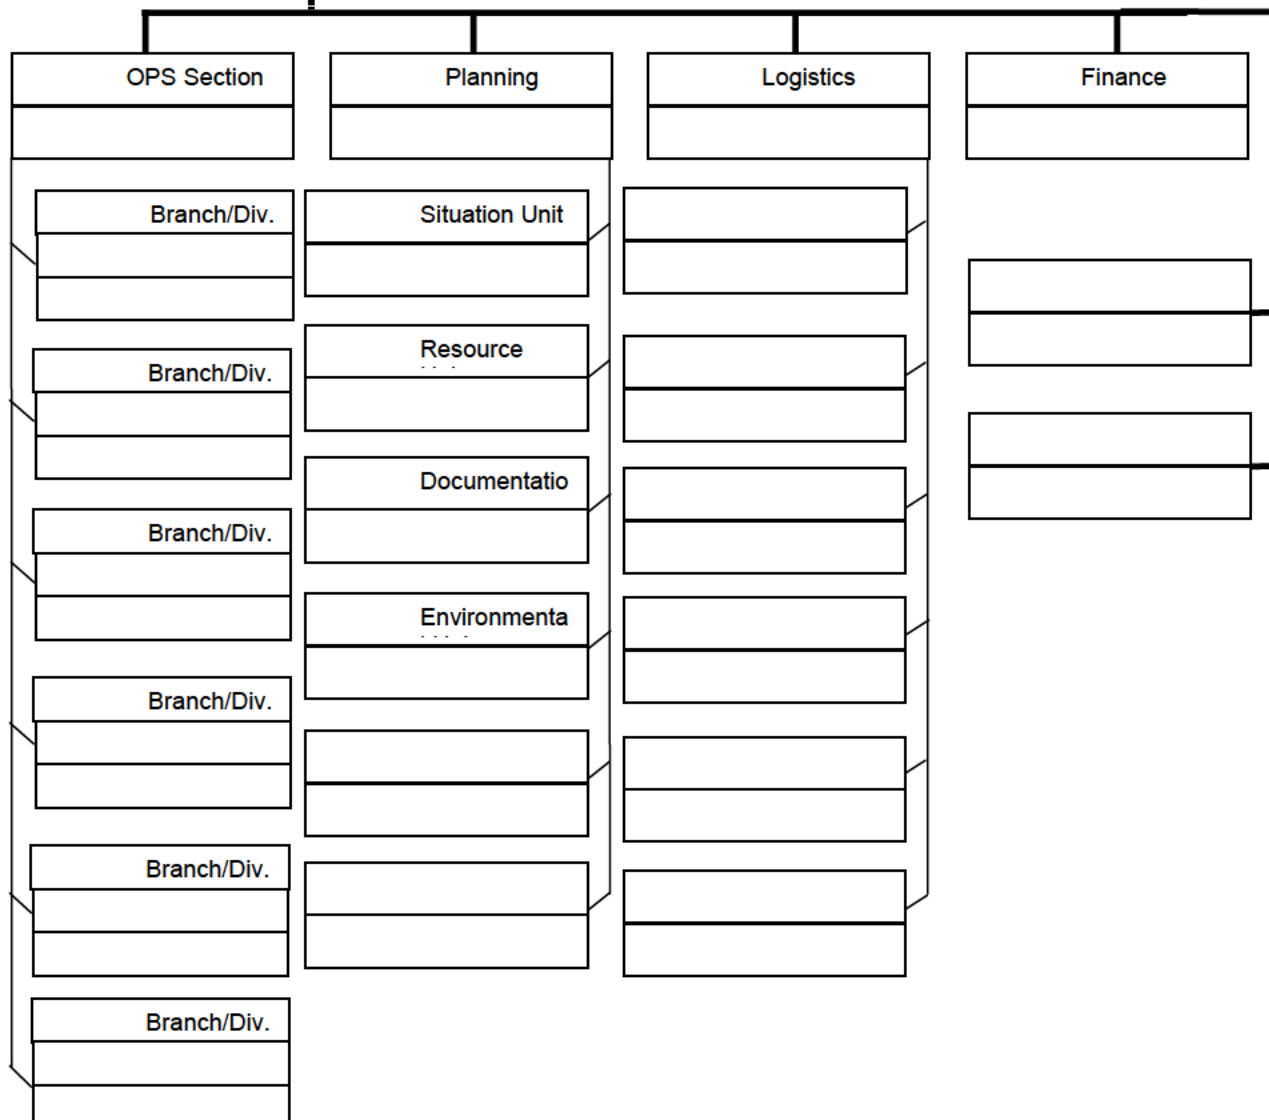 OPS Section
Planning
Logistics
Finance
Branch/Div.
Situation Unit
Branch/Div.
Resource
Documentatio
Branch/Div.
Environmenta
Branch/Div.
Branch/Div.
Branch/Div.